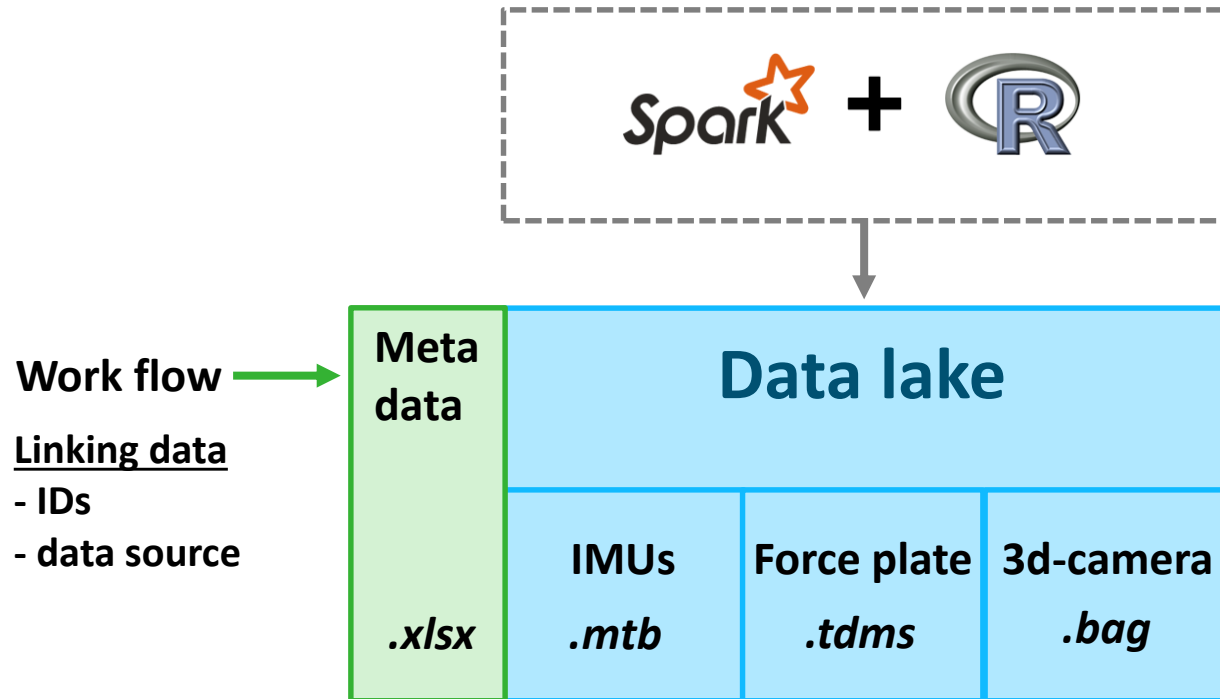 Spark + R
Work flow
Linking data
- IDs
- data source
Meta
data
.xlsx
Data lake
IMUs
.mtb
Force plate
.tdms
3d-camera
.bag